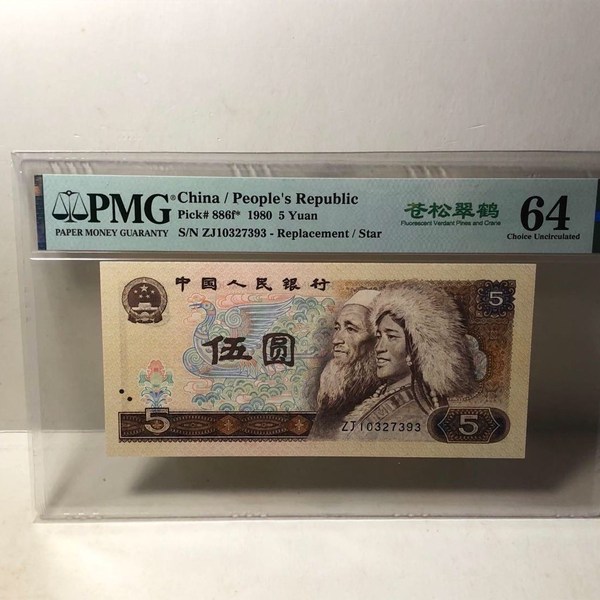 PMG® China / People's Republic
Pick# 886f* 1980 5 Yuan
PAPER MONEY GUARANTY S/N ZJ10327393 - Replacement / Star
苍松翠鹤
Fluorescent Verdant Pines and Crane
64
Choice Uncirculated
中国人民银行
5
伍圆
5
ZJ10327393
5